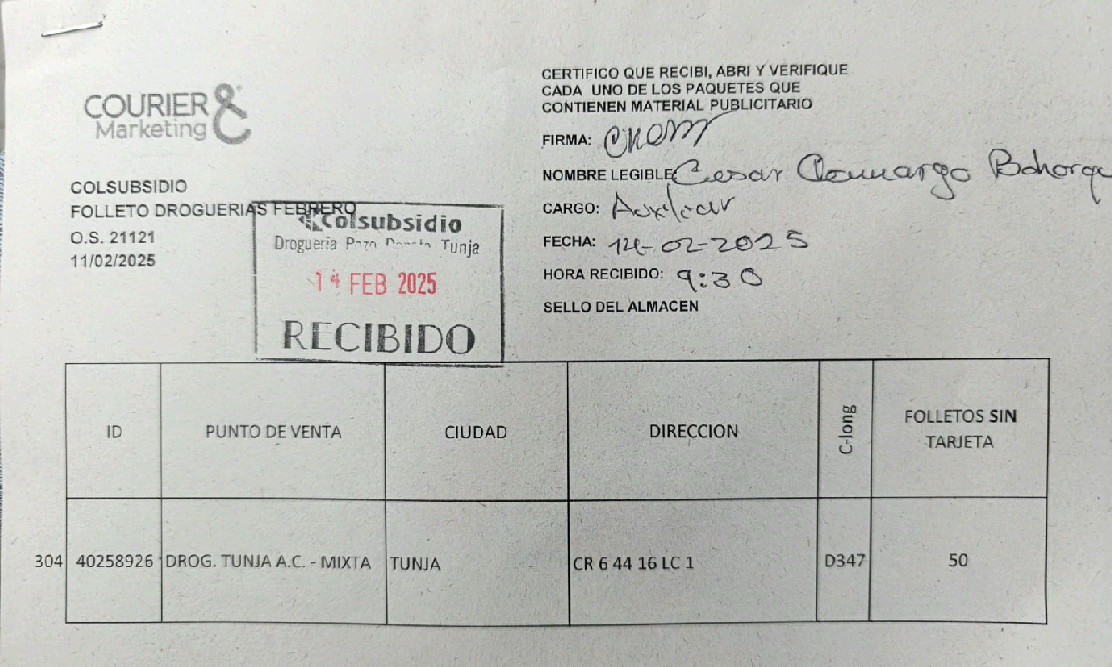 COURIER &
Marketing
COLSUBSIDIO
FOLLETO DROGUERIAS FEBRERO
O.S. 21121
11/02/2025
Colsubsidio
Droguería Tunja
14 FEB 2025
RECIBIDO
CERTIFICO QUE RECIBI, ABRI Y VERIFIQUE
CADA UNO DE LOS PAQUETES QUE
CONTIENEN MATERIAL PUBLICITARIO
FIRMA:
NOMBRE LEGIBLE Cesar Camargo Bohorqu
CARGO: Auxiliar
FECHA: 14-02-2025
HORA RECIBIDO: 9:30
SELLO DEL ALMACEN
ID PUNTO DE VENTA CIUDAD DIRECCION C-long FOLLETOS SIN TARJETA
304 40258926 DROG. TUNJA A.C. - MIXTA TUNJA CR 6 44 16 LC 1 D347 50